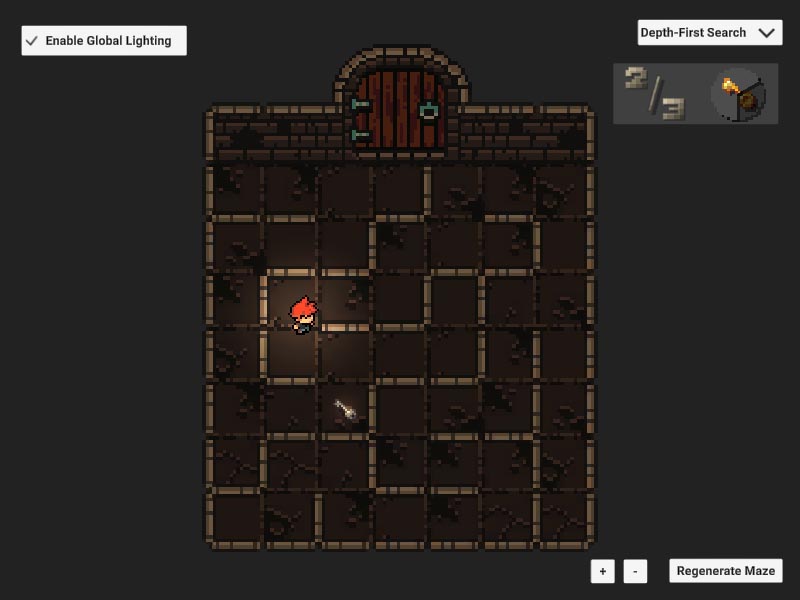 Enable Global Lighting
Depth-First Search
2/3
+
-
Regenerate Maze